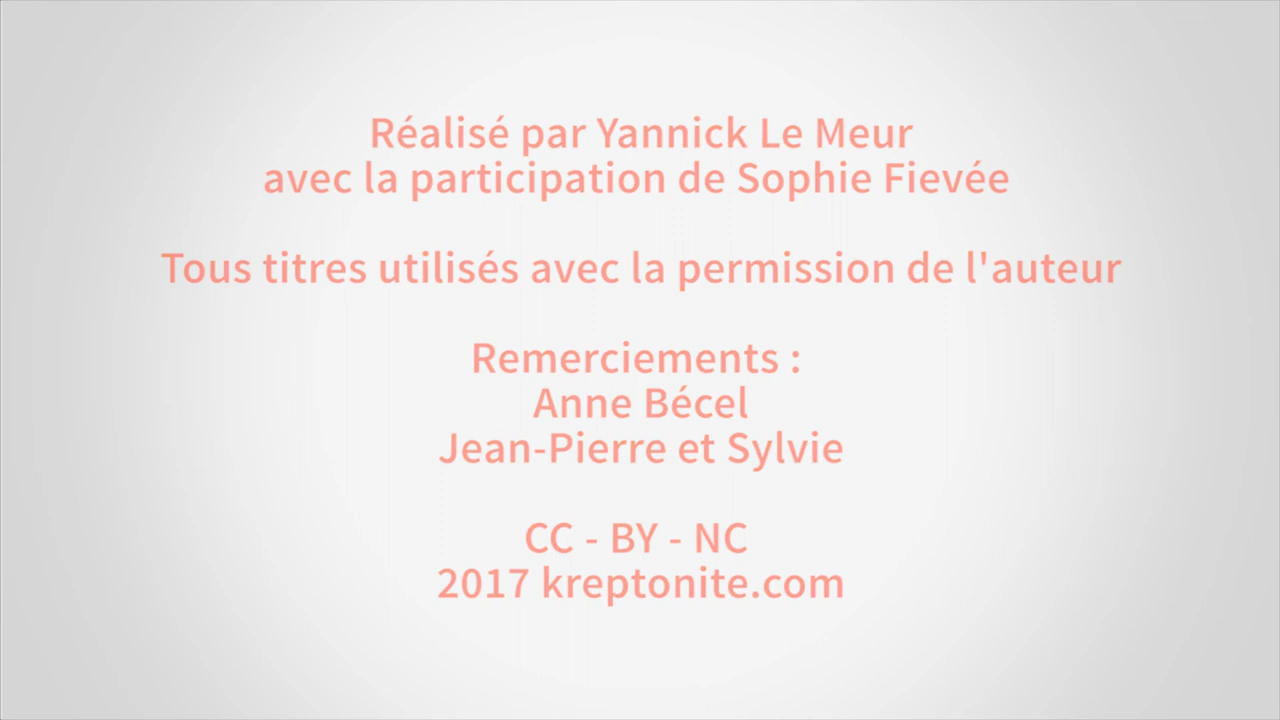 Réalisé par Yannick Le Meur
avec la participation de Sophie Fievée
Tous titres utilisés avec la permission de l'auteur
Remerciements :
Anne Bécel
Jean-Pierre et Sylvie
CC - BY - NC
2017 kreptonite.com